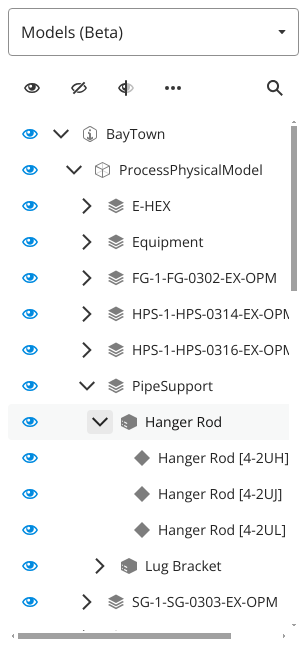 Models (Beta)
BayTown
ProcessPhysicalModel
E-HEX
Equipment
FG-1-FG-0302-EX-OPM
HPS-1-HPS-0314-EX-OPM
HPS-1-HPS-0316-EX-OPM
PipeSupport
Hanger Rod
Hanger Rod [4-2UH]
Hanger Rod [4-2UJ]
Hanger Rod [4-2UL]
Lug Bracket
SG-1-SG-0303-EX-OPM